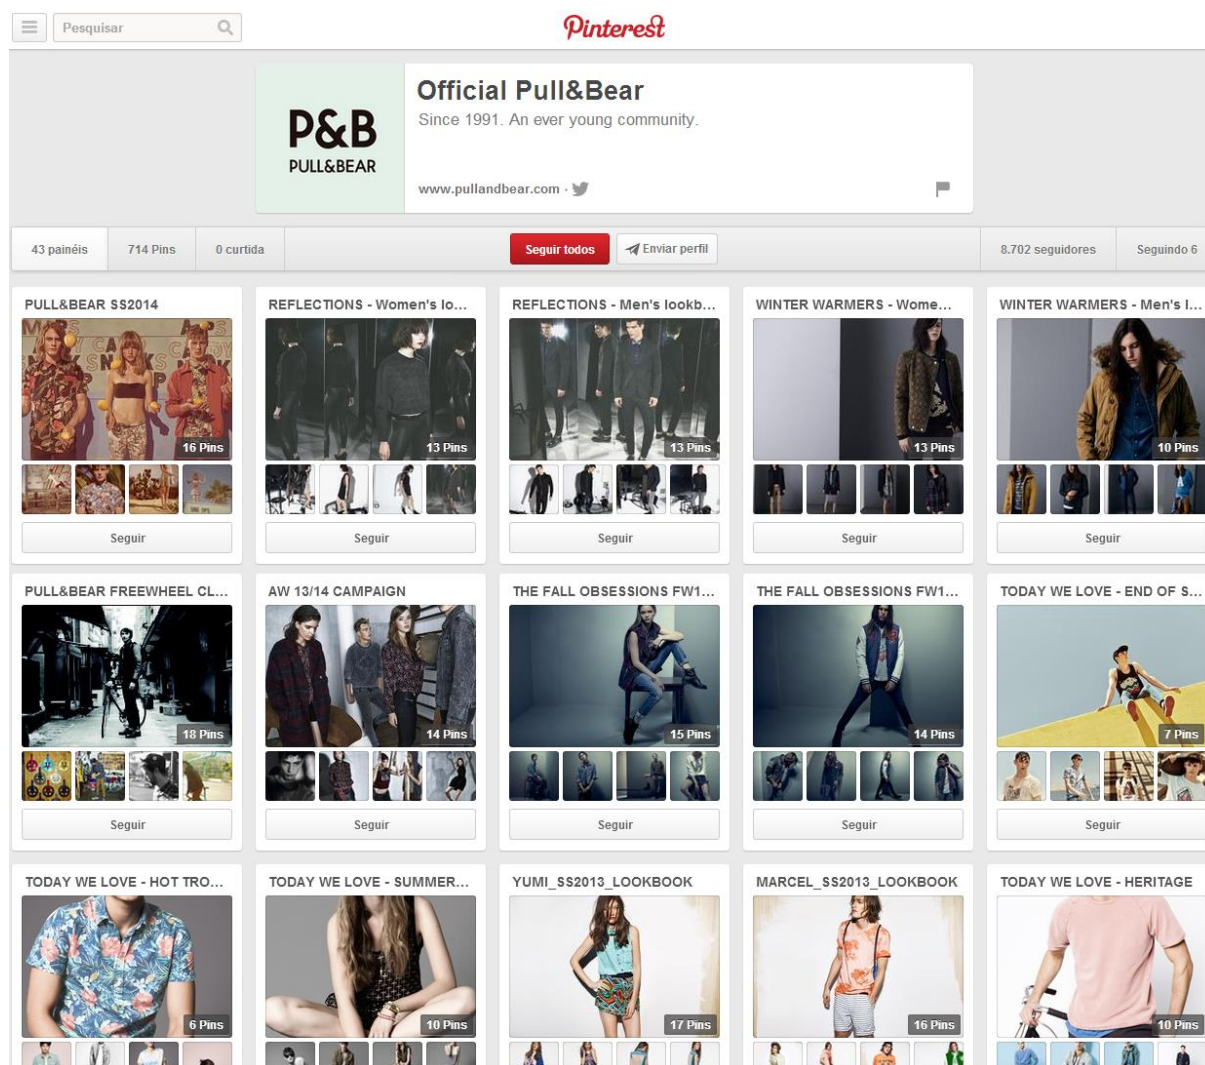 Pesquisar
Pinterest
Official Pull&Bear
Since 1991. An ever young community.
P&B
PULL&BEAR
www.pullandbear.com ·
43 painéis
714 Pins
0 curtida
Seguir todos
Enviar perfil
8.702 seguidores
Seguindo 6
PULL&BEAR SS2014
REFLECTIONS - Women's lo...
REFLECTIONS - Men's lookb...
WINTER WARMERS - Wome...
WINTER WARMERS - Men's l...
16 Pins
13 Pins
13 Pins
13 Pins
10 Pins
Seguir
Seguir
Seguir
Seguir
Seguir
PULL&BEAR FREEWHEEL CL...
AW 13/14 CAMPAIGN
THE FALL OBSESSIONS FW1...
THE FALL OBSESSIONS FW1...
TODAY WE LOVE - END OF S...
18 Pins
14 Pins
15 Pins
14 Pins
7 Pins
Seguir
Seguir
Seguir
Seguir
Seguir
TODAY WE LOVE - HOT TRO...
TODAY WE LOVE - SUMMER...
YUMI_SS2013_LOOKBOOK
MARCEL_SS2013_LOOKBOOK
TODAY WE LOVE - HERITAGE
6 Pins
10 Pins
17 Pins
16 Pins
10 Pins